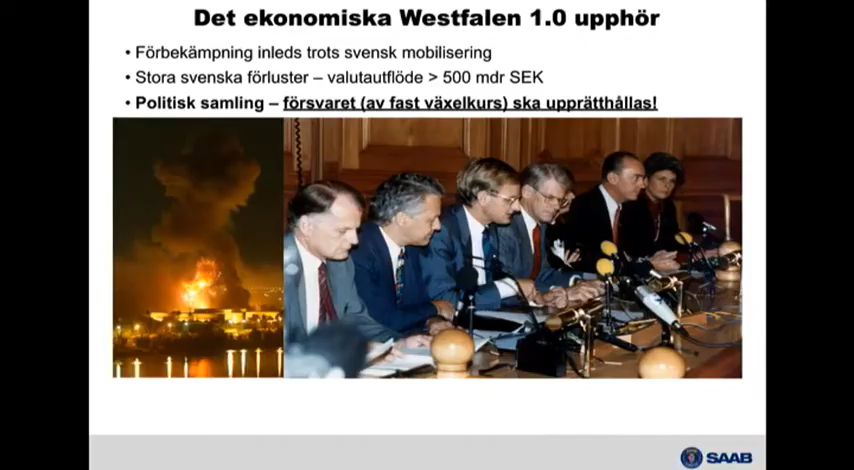 Det ekonomiska Westfalen 1.0 upphör
• Förbekämpning inleds trots svensk mobilisering
• Stora svenska förluster – valutautflöde > 500 mdr SEK
• Politisk samling – försvaret (av fast växelkurs) ska upprätthållas!
SAAB